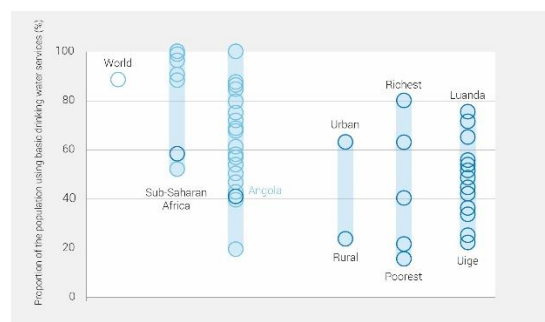 Proportion of the population using basic drinking water services (%)
100
80
60
40
20
0
World
Sub-Saharan
Africa
Angola
Urban
Rural
Richest
Poorest
Luanda
Uige